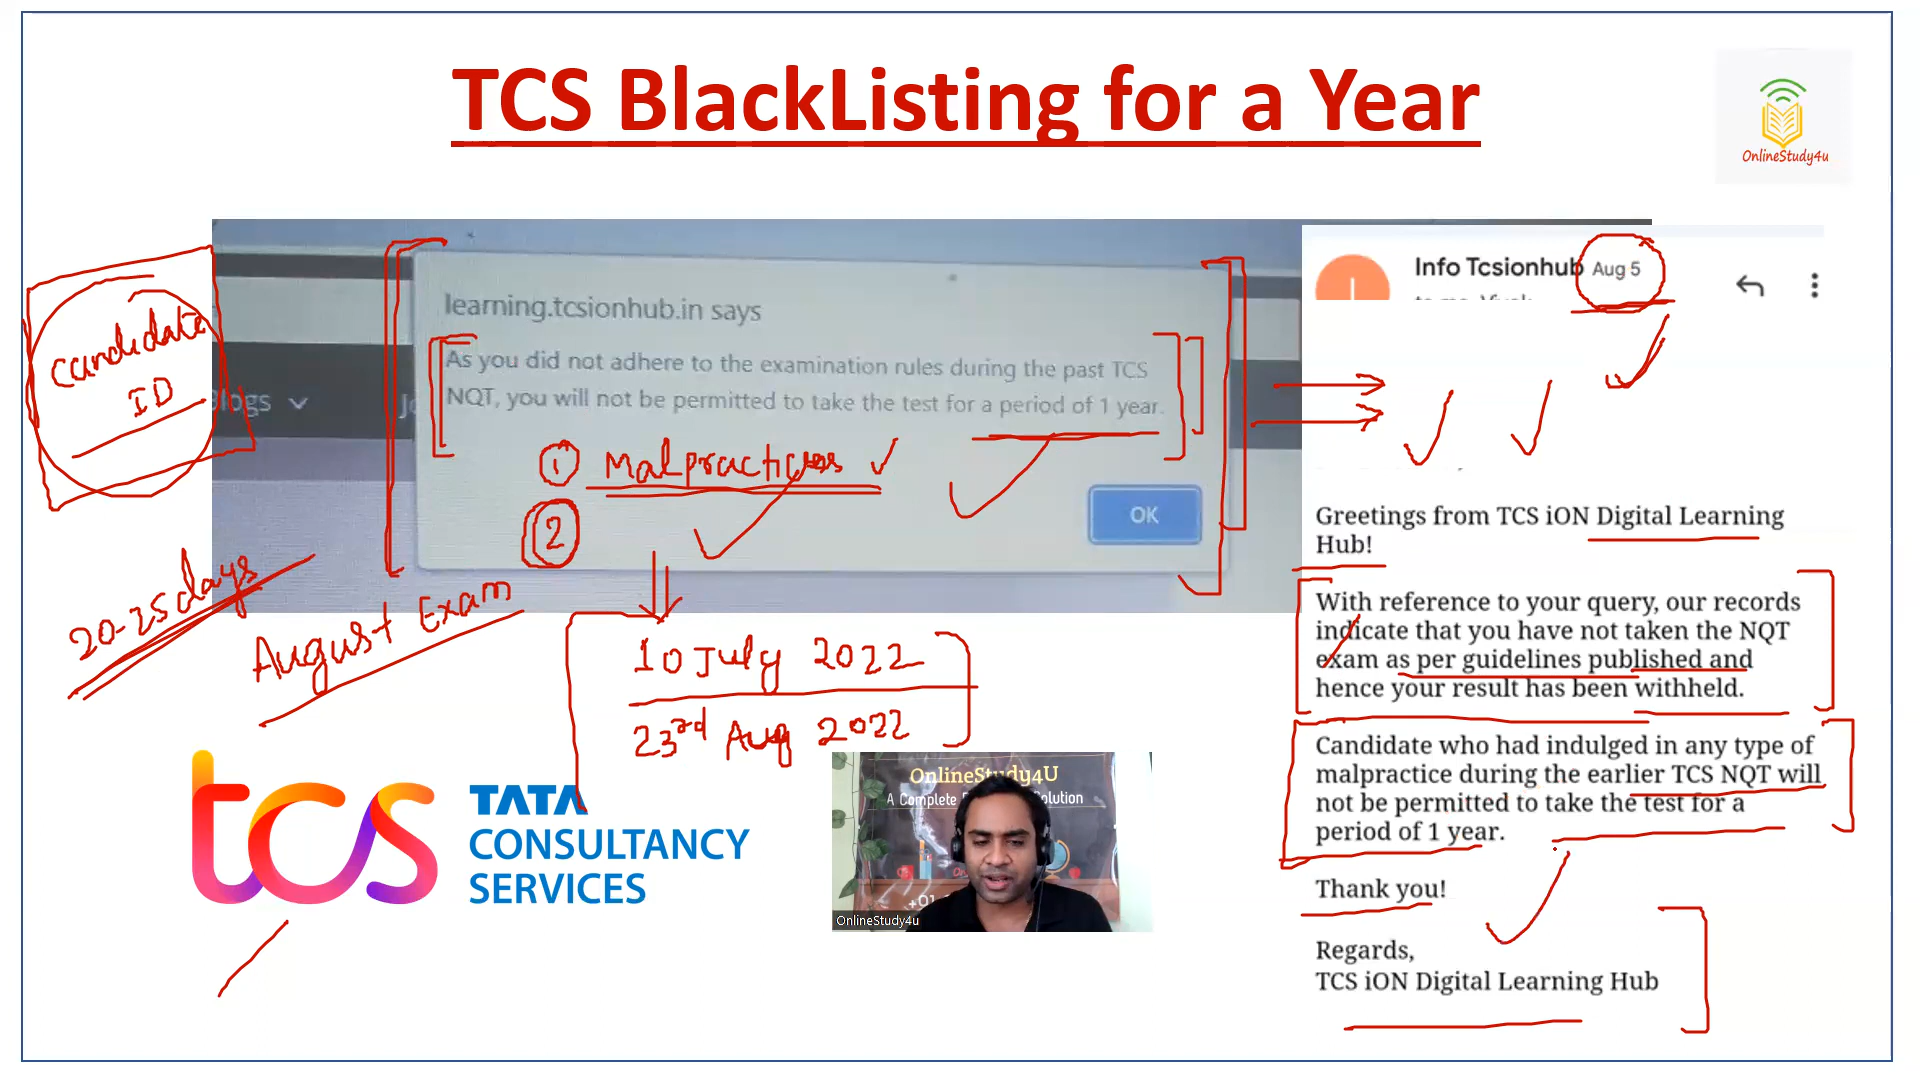 TCS BlackListing for a Year
OnlineStudy4u
candidate
ID
Blogs
learning.tcsionhub.in says
As you did not adhere to the examination rules during the past TCS
NQT, you will not be permitted to take the test for a period of 1 year.
1. Malpractices
2
OK
20-25 days
August Exam
10 July 2022
23rd Aug 2022
tcs
TATA
CONSULTANCY
SERVICES
OnlineStudy4U
A Complete
OnlineStudy4u
Info Tcsionhub Aug 5
Greetings from TCS iON Digital Learning
Hub!
With reference to your query, our records
indicate that you have not taken the NQT
exam as per guidelines published and
hence your result has been withheld.
Candidate who had indulged in any type of
malpractice during the earlier TCS NQT will
not be permitted to take the test for a
period of 1 year.
Thank you!
Regards,
TCS iON Digital Learning Hub